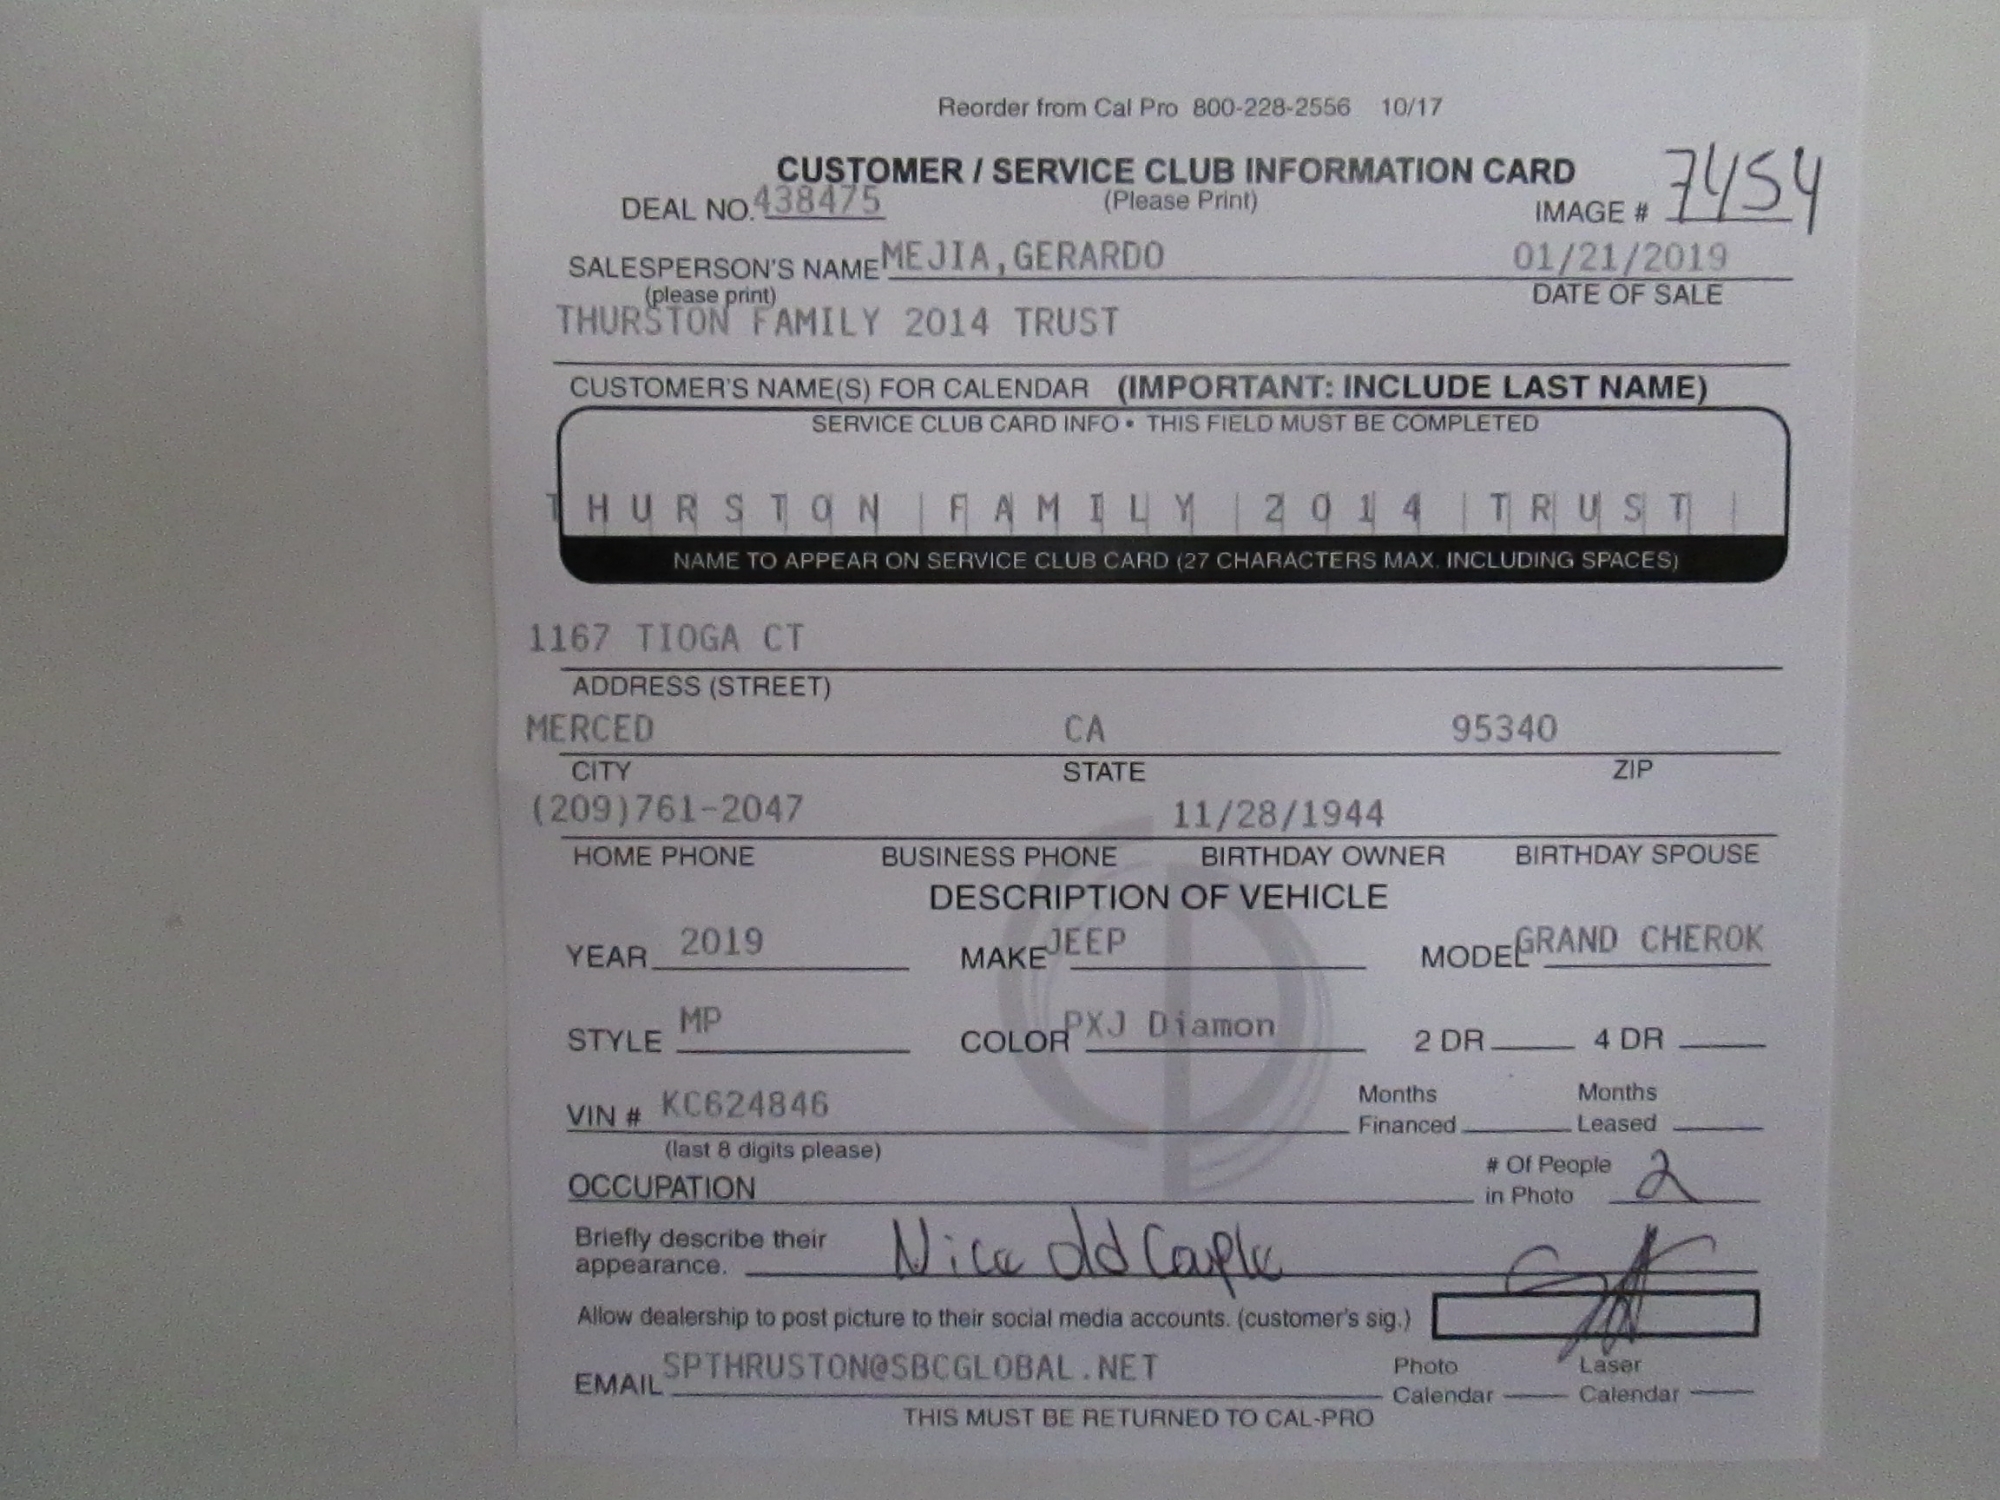 Reorder from Cal Pro 800-228-2556 10/17
CUSTOMER / SERVICE CLUB INFORMATION CARD
(Please Print)
DEAL NO. 438475 IMAGE # 7454
SALESPERSON'S NAME MEJIA,GERARDO 01/21/2019
(please print) DATE OF SALE
THURSTON FAMILY 2014 TRUST
CUSTOMER'S NAME(S) FOR CALENDAR (IMPORTANT: INCLUDE LAST NAME)
SERVICE CLUB CARD INFO • THIS FIELD MUST BE COMPLETED
THURSTON FAMILY 2014 TRUST
NAME TO APPEAR ON SERVICE CLUB CARD (27 CHARACTERS MAX. INCLUDING SPACES)
1167 TIOGA CT
ADDRESS (STREET)
MERCED CA 95340
CITY STATE ZIP
(209)761-2047 11/28/1944
HOME PHONE BUSINESS PHONE BIRTHDAY OWNER BIRTHDAY SPOUSE
DESCRIPTION OF VEHICLE
YEAR 2019 MAKE JEEP MODEL GRAND CHEROK
STYLE MP COLOR PXJ Diamon 2 DR 4 DR
VIN # KC624846 Months Financed Months Leased
(last 8 digits please)
OCCUPATION # Of People in Photo 2
Briefly describe their appearance. Nice old Couple
Allow dealership to post picture to their social media accounts. (customer's sig.)
EMAIL SPTHRUSTON@SBCGLOBAL.NET Photo Calendar Laser Calendar
THIS MUST BE RETURNED TO CAL-PRO